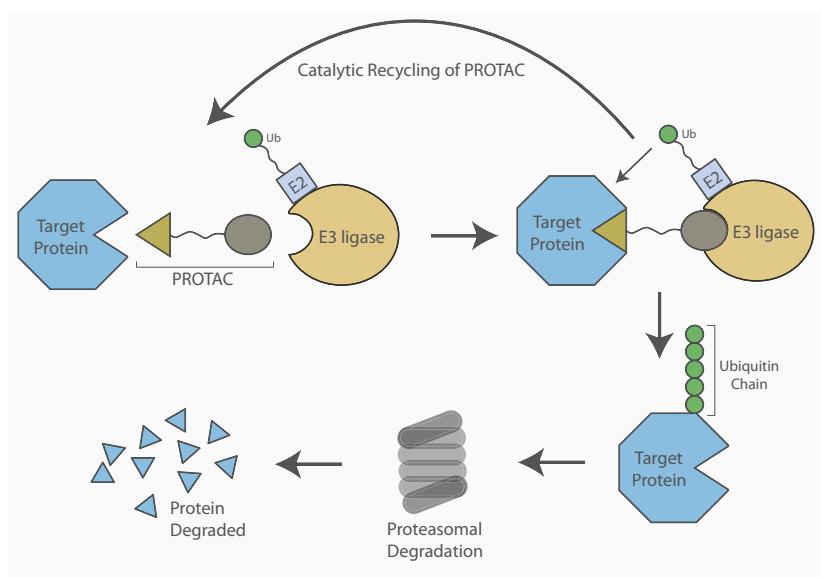 Catalytic Recycling of PROTAC
Ub
E2
Target
Protein
E3 ligase
PROTAC
Ub
E2
Target
Protein
E3 ligase
Ubiquitin
Chain
Target
Protein
Proteasomal
Degradation
Protein
Degraded